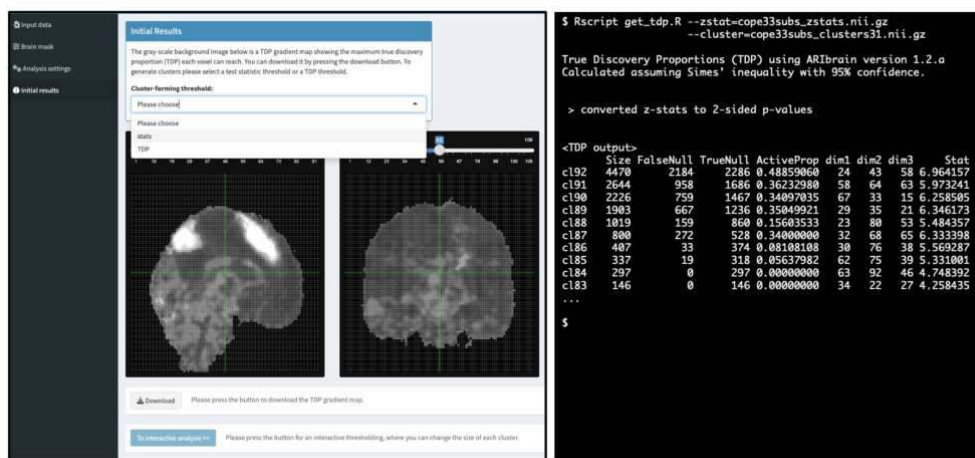 Input data
Brain mask
Analysis settings
Initial results
Initial Results
The gray-scale background image below is a TDP gradient map showing the maximum true discovery
proportion (TDP) each voxel can reach. You can download it by pressing the download button. To
generate clusters please select a test statistic threshold or a TDP threshold.
Cluster-forming threshold:
Please choose
Please choose
stats
TDP
Download
Please press the button to download the TDP gradient map.
To interactive analysis >>
Please press the button for an interactive thresholding, where you can change the size of each cluster.
$ Rscript get_tdp.R --zstat=cope33subs_zstats.nii.gz
--cluster=cope33subs_clusters31.nii.gz
True Discovery Proportions (TDP) using ARIbrain version 1.2.a
Calculated assuming Simes' inequality with 95% confidence.
> converted z-stats to 2-sided p-values
<TDP output>
Size FalseNull TrueNull ActiveProp dim1 dim2 dim3 Stat
cl92 4470 2184 2286 0.48859060 24 43 58 6.964157
cl91 2644 958 1686 0.36232980 58 64 63 5.973241
cl90 2226 759 1467 0.34097035 67 33 15 6.258505
cl89 1903 667 1236 0.35049921 29 35 21 6.346173
cl88 1019 159 860 0.15603533 23 80 53 5.484357
cl87 800 272 528 0.34000000 32 68 65 6.333398
cl86 407 33 374 0.08108108 30 76 38 5.569287
cl85 337 19 318 0.05637982 62 75 39 5.331001
cl84 297 0 297 0.00000000 63 92 46 4.748392
cl83 146 0 146 0.00000000 34 22 27 4.258435
...
$